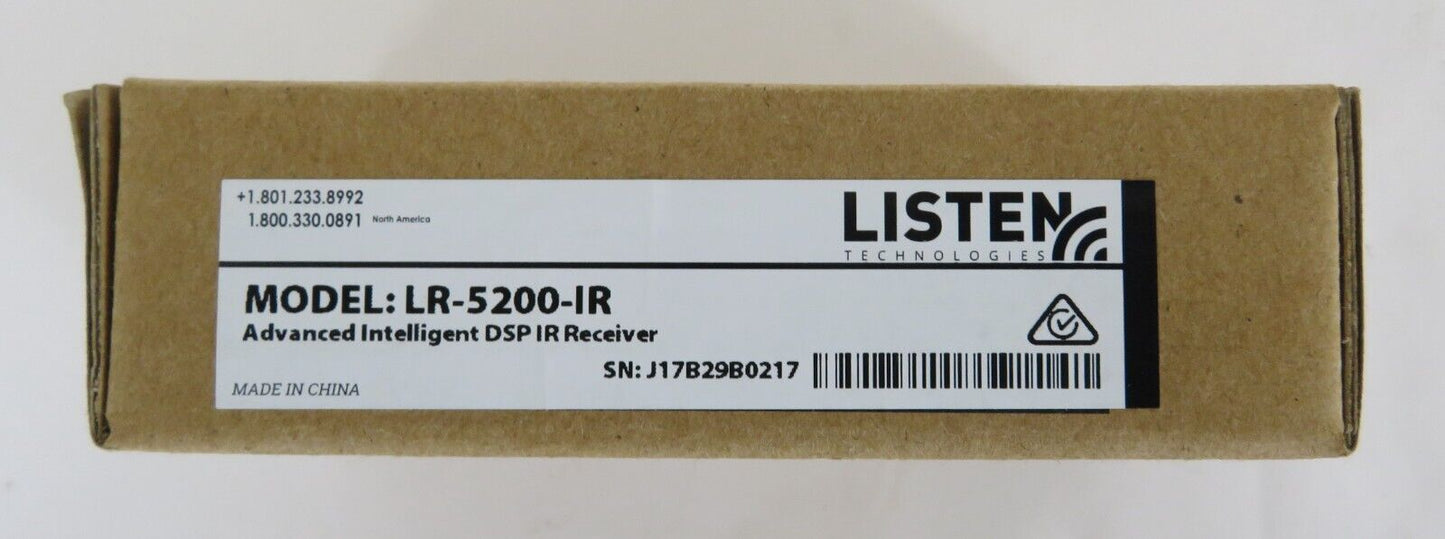 +1.801.233.8992
1.800.330.0891 North America
LISTEN
TECHNOLOGIES
MODEL: LR-5200-IR
Advanced Intelligent DSP IR Receiver
SN: J17B29B0217
MADE IN CHINA